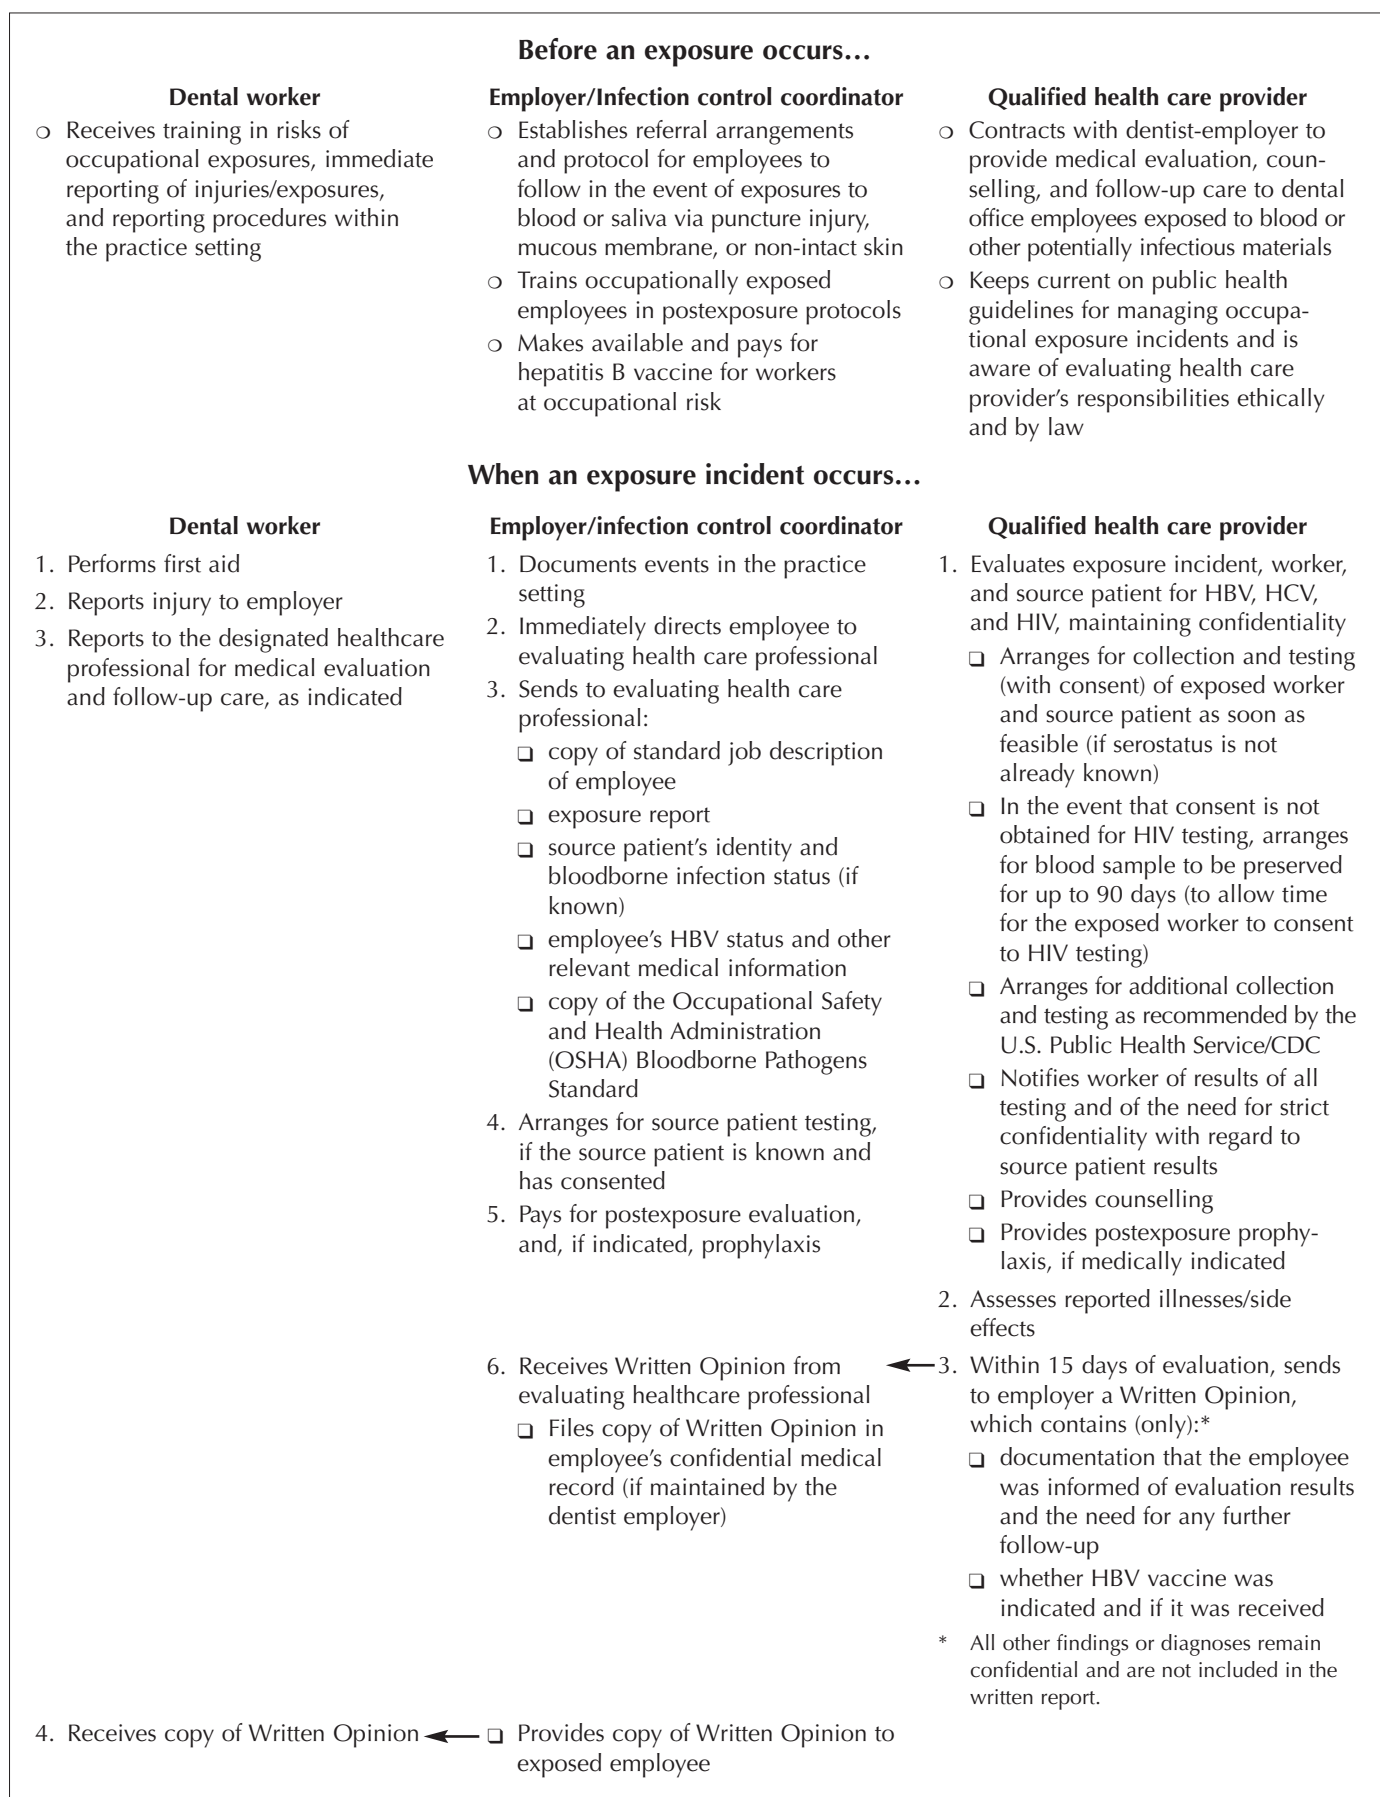 Before an exposure occurs…
Dental worker
❍ Receives training in risks of
occupational exposures, immediate
reporting of injuries/exposures,
and reporting procedures within
the practice setting
Employer/Infection control coordinator
❍ Establishes referral arrangements
and protocol for employees to
follow in the event of exposures to
blood or saliva via puncture injury,
mucous membrane, or non-intact skin
❍ Trains occupationally exposed
employees in postexposure protocols
❍ Makes available and pays for
hepatitis B vaccine for workers
at occupational risk
Qualified health care provider
❍ Contracts with dentist-employer to
provide medical evaluation, coun-
selling, and follow-up care to dental
office employees exposed to blood or
other potentially infectious materials
❍ Keeps current on public health
guidelines for managing occupa-
tional exposure incidents and is
aware of evaluating health care
provider's responsibilities ethically
and by law
When an exposure incident occurs…
Dental worker
1. Performs first aid
2. Reports injury to employer
3. Reports to the designated healthcare
professional for medical evaluation
and follow-up care, as indicated
Employer/infection control coordinator
1. Documents events in the practice
setting
2. Immediately directs employee to
evaluating health care professional
3. Sends to evaluating health care
professional:
❏ copy of standard job description
of employee
❏ exposure report
❏ source patient's identity and
bloodborne infection status (if
known)
❏ employee's HBV status and other
relevant medical information
❏ copy of the Occupational Safety
and Health Administration
(OSHA) Bloodborne Pathogens
Standard
4. Arranges for source patient testing,
if the source patient is known and
has consented
5. Pays for postexposure evaluation,
and, if indicated, prophylaxis
6. Receives Written Opinion from
evaluating healthcare professional
❏ Files copy of Written Opinion in
employee's confidential medical
record (if maintained by the
dentist employer)
Qualified health care provider
1. Evaluates exposure incident, worker,
and source patient for HBV, HCV,
and HIV, maintaining confidentiality
❏ Arranges for collection and testing
(with consent) of exposed worker
and source patient as soon as
feasible (if serostatus is not
already known)
❏ In the event that consent is not
obtained for HIV testing, arranges
for blood sample to be preserved
for up to 90 days (to allow time
for the exposed worker to consent
to HIV testing)
❏ Arranges for additional collection
and testing as recommended by the
U.S. Public Health Service/CDC
❏ Notifies worker of results of all
testing and of the need for strict
confidentiality with regard to
source patient results
❏ Provides counselling
❏ Provides postexposure prophy-
laxis, if medically indicated
2. Assesses reported illnesses/side
effects
3. Within 15 days of evaluation, sends
to employer a Written Opinion,
which contains (only):*
❏ documentation that the employee
was informed of evaluation results
and the need for any further
follow-up
❏ whether HBV vaccine was
indicated and if it was received
* All other findings or diagnoses remain
confidential and are not included in the
written report.
4. Receives copy of Written Opinion
❏ Provides copy of Written Opinion to
exposed employee